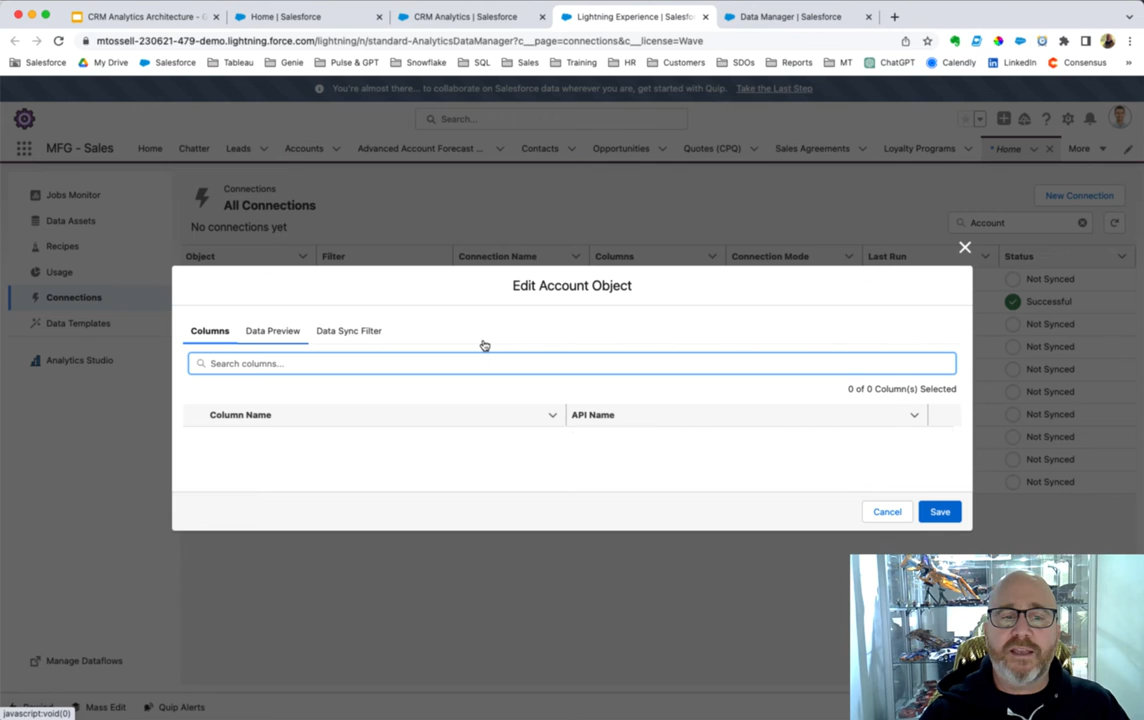 CRM Analytics Architecture - G
Home | Salesforce
CRM Analytics | Salesforce
Lightning Experience | Salesfo
Data Manager | Salesforce
mtossell-230621-479-demo.lightning.force.com/lightning/n/standard-AnalyticsDataManager?c__page=connections&c__license=Wave
Salesforce My Drive Salesforce Tableau Genie Pulse & GPT Snowflake SQL Sales Training HR Customers SDOs Reports MT ChatGPT Calendly LinkedIn Consensus
You're almost there... to collaborate on Salesforce data wherever you are, get started with Quip. Take the Last Step
Search...
MFG - Sales Home Chatter Leads Accounts Advanced Account Forecast ... Contacts Opportunities Quotes (CPQ) Sales Agreements Loyalty Programs * Home More
Jobs Monitor
Data Assets
Recipes
Usage
Connections
Data Templates
Analytics Studio
Manage Dataflows
Connections
All Connections
No connections yet
New Connection
Account
Object Filter Connection Name Columns Connection Mode Last Run Status
Not Synced
Successful
Not Synced
Not Synced
Not Synced
Not Synced
Not Synced
Not Synced
Not Synced
Not Synced
Edit Account Object
Columns Data Preview Data Sync Filter
Search columns...
0 of 0 Column(s) Selected
Column Name API Name
Cancel Save
Mass Edit Quip Alerts
javascript:void(0)